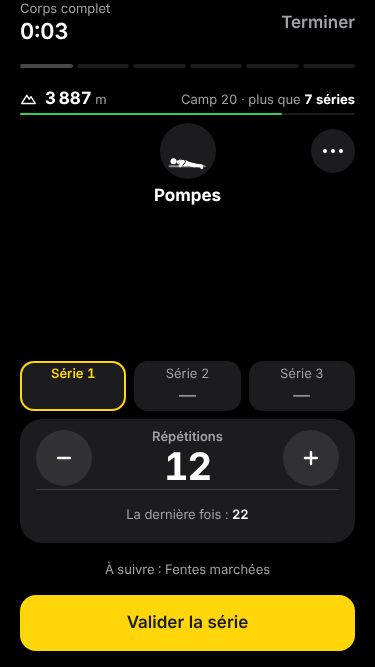 Corps complet
0:03
Terminer
3 887 m
Camp 20 · plus que 7 séries
Pompes
Série 1
Série 2
—
Série 3
—
Répétitions
12
La dernière fois : 22
À suivre : Fentes marchées
Valider la série